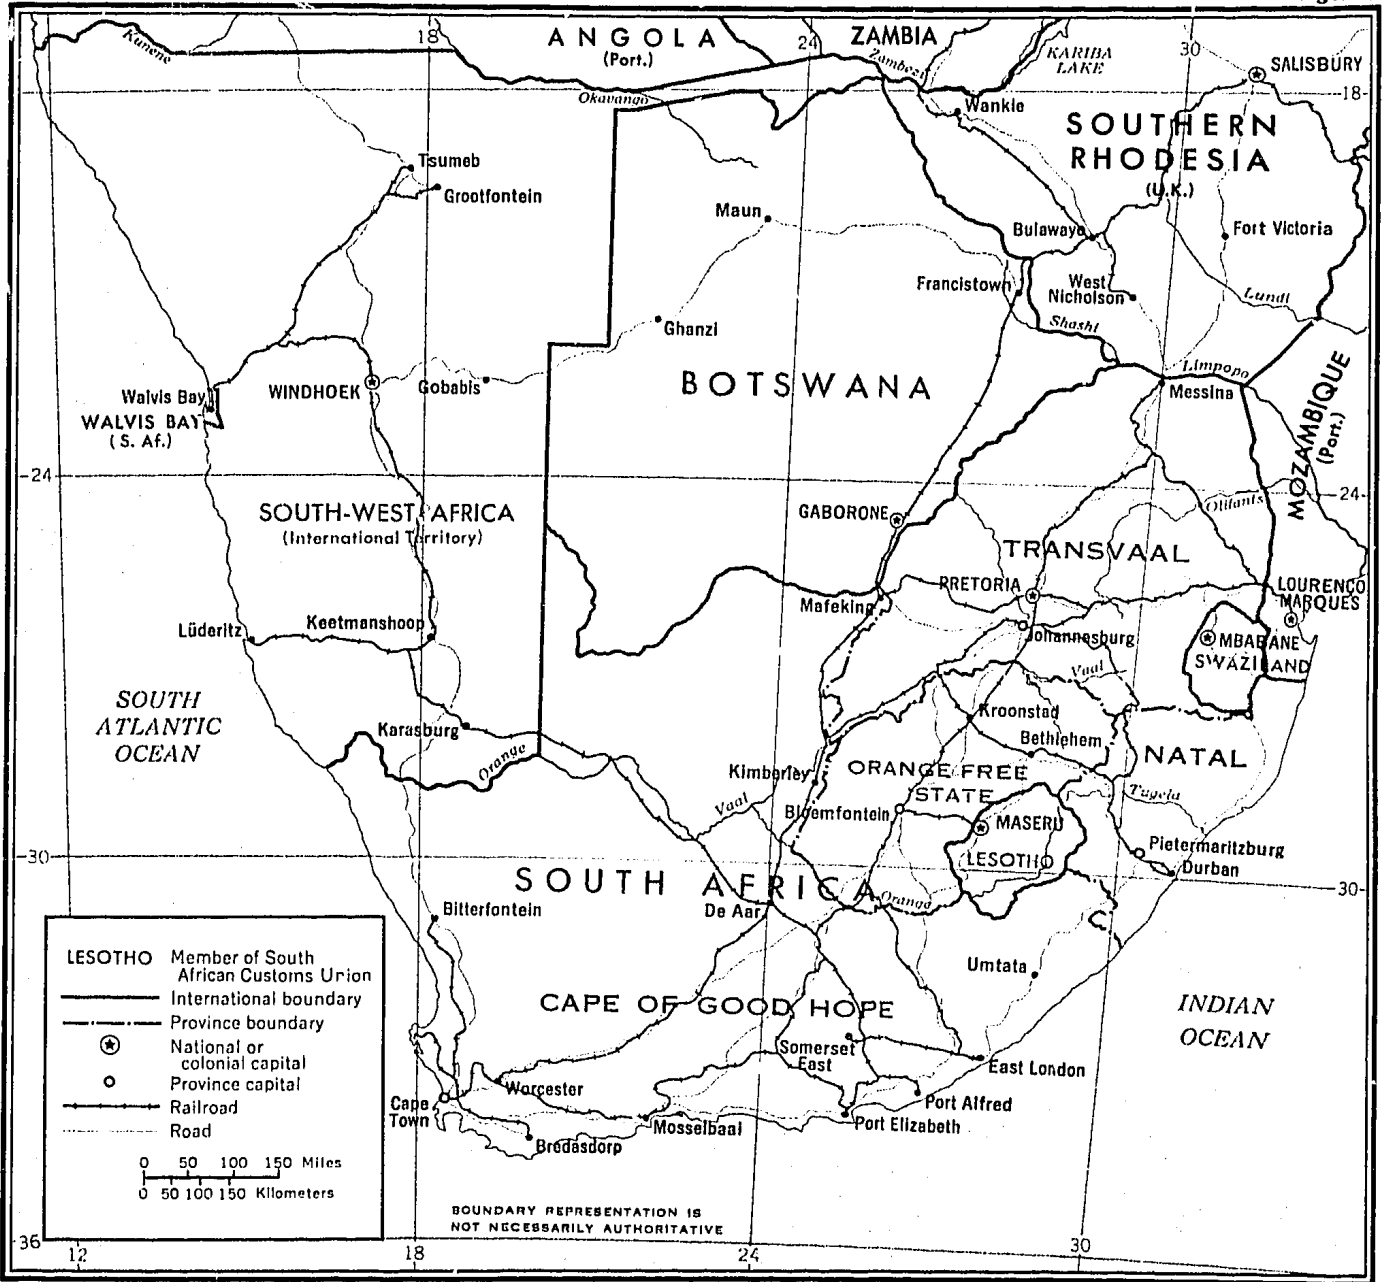 ANGOLA
(Port.)
ZAMBIA
KARIBA
LAKE
SALISBURY
Kunene
18
24
30
Zambezi
Okavango
Wankie
-18-
SOUTHERN
RHODESIA
(U.K.)
Tsumeb
Grootfontein
Maun
Bulawayo
Fort Victoria
Francistown
West
Nicholson
Lundi
Shashi
Ghanzi
Limpopo
Messina
BOTSWANA
WINDHOEK
Gobabis
Walvis Bay
WALVIS BAY
(S. Af.)
MOZAMBIQUE
(Port.)
-24
24-
GABORONE
SOUTH-WEST AFRICA
(International Territory)
Olifants
TRANSVAAL
PRETORIA
LOURENCO
MARQUES
Mafeking
Johannesburg
MBABANE
SWAZILAND
Lüderitz
Keetmanshoop
Vaal
SOUTH
ATLANTIC
OCEAN
Karasburg
Kroonstad
Bethlehem
NATAL
Orange
Kimberley
ORANGE FREE
STATE
Vaal
Bloemfontein
Tugela
MASERU
LESOTHO
Pietermaritzburg
Durban
-30
30-
SOUTH AFRICA
Orange
De Aar
Bitterfontein
Umtata
CAPE OF GOOD HOPE
INDIAN
OCEAN
Somerset
East
East London
Worcester
Cape
Town
Port Alfred
Mosselbaai
Port Elizabeth
Bredasdorp
LESOTHO Member of South
African Customs Union
International boundary
Province boundary
National or
colonial capital
Province capital
Railroad
Road
0 50 100 150 Miles
0 50 100 150 Kilometers
BOUNDARY REPRESENTATION IS
NOT NECESSARILY AUTHORITATIVE
-36
12
18
24
30